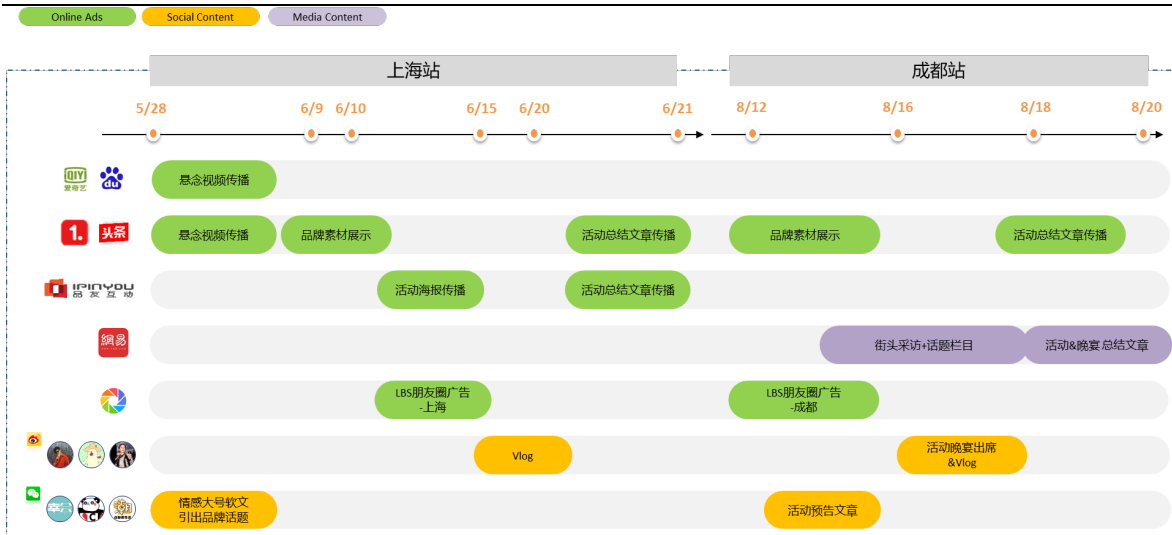 Online Ads
Social Content
Media Content
上海站
成都站
5/28
6/9
6/10
6/15
6/20
6/21
8/12
8/16
8/18
8/20
QIY
爱奇艺
du
悬念视频传播
1.
头条
悬念视频传播
品牌素材展示
活动总结文章传播
品牌素材展示
活动总结文章传播
IPINYOU
品友互动
活动海报传播
活动总结文章传播
網易
街头采访+话题栏目
活动&晚宴总结文章
LBS朋友圈广告
-上海
LBS朋友圈广告
-成都
Vlog
活动晚宴出席
&Vlog
情感大号软文
引出品牌话题
活动预告文章